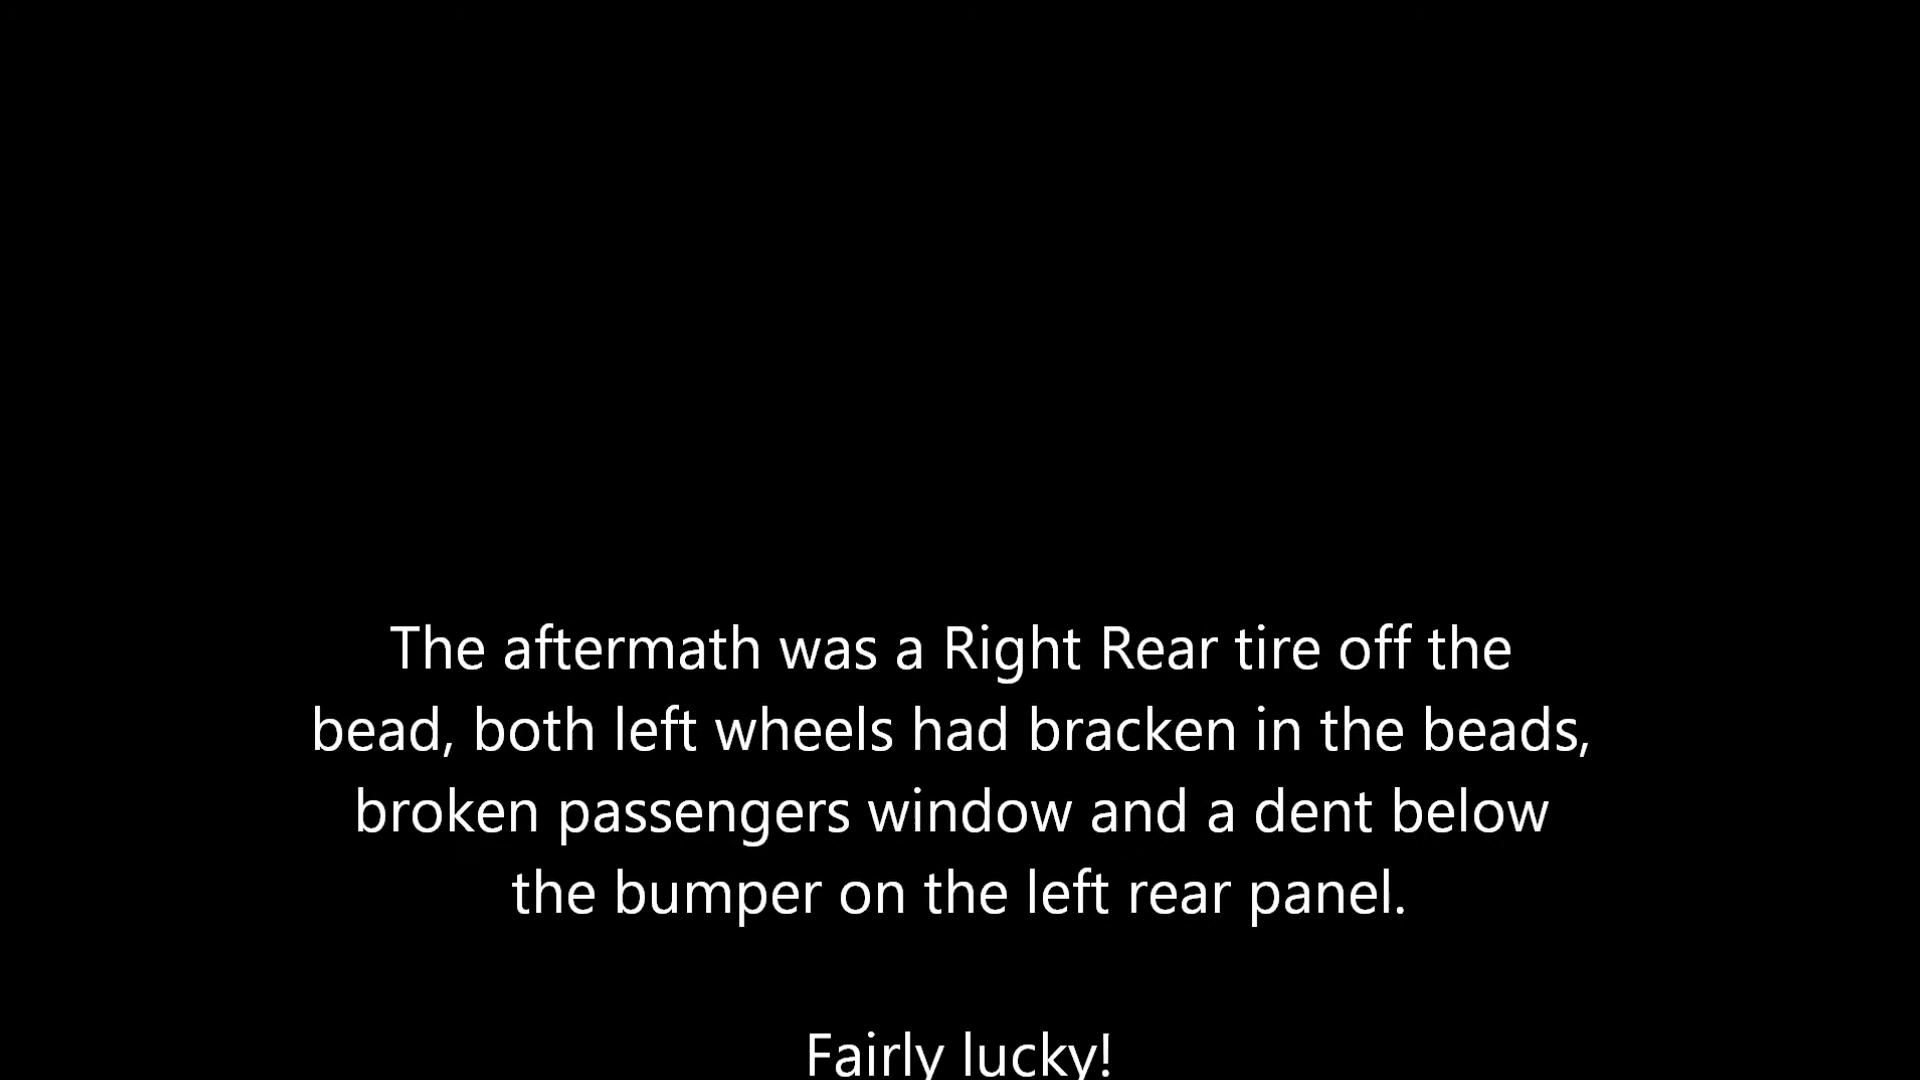 The aftermath was a Right Rear tire off the
bead, both left wheels had bracken in the beads,
broken passengers window and a dent below
the bumper on the left rear panel.
Fairly lucky!